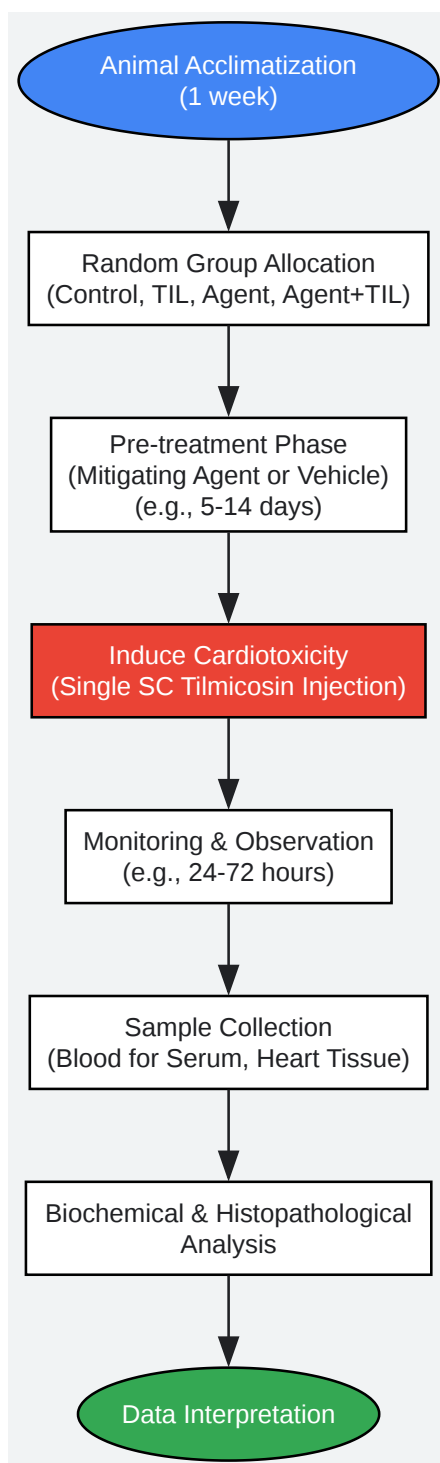 Animal Acclimatization
(1 week)
Random Group Allocation
(Control, TIL, Agent, Agent+TIL)
Pre-treatment Phase
(Mitigating Agent or Vehicle)
(e.g., 5-14 days)
Induce Cardiotoxicity
(Single SC Tilmicosin Injection)
Monitoring & Observation
(e.g., 24-72 hours)
Sample Collection
(Blood for Serum, Heart Tissue)
Biochemical & Histopathological
Analysis
Data Interpretation